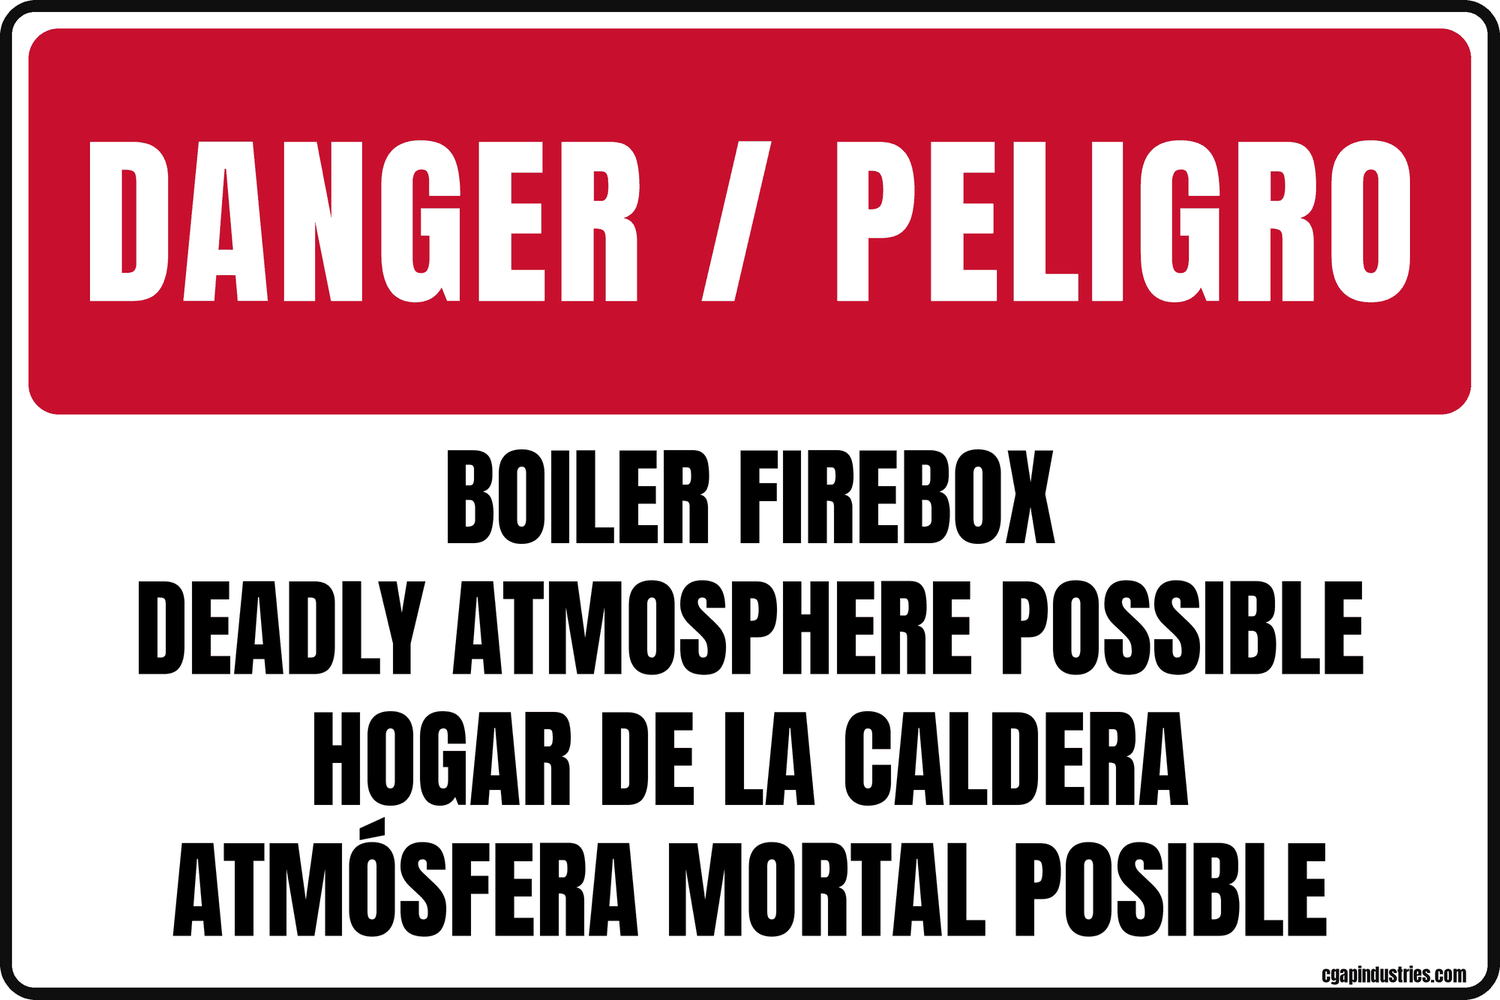 DANGER / PELIGRO
BOILER FIREBOX
DEADLY ATMOSPHERE POSSIBLE
HOGAR DE LA CALDERA
ATMÓSFERA MORTAL POSIBLE
cgapindustries.com